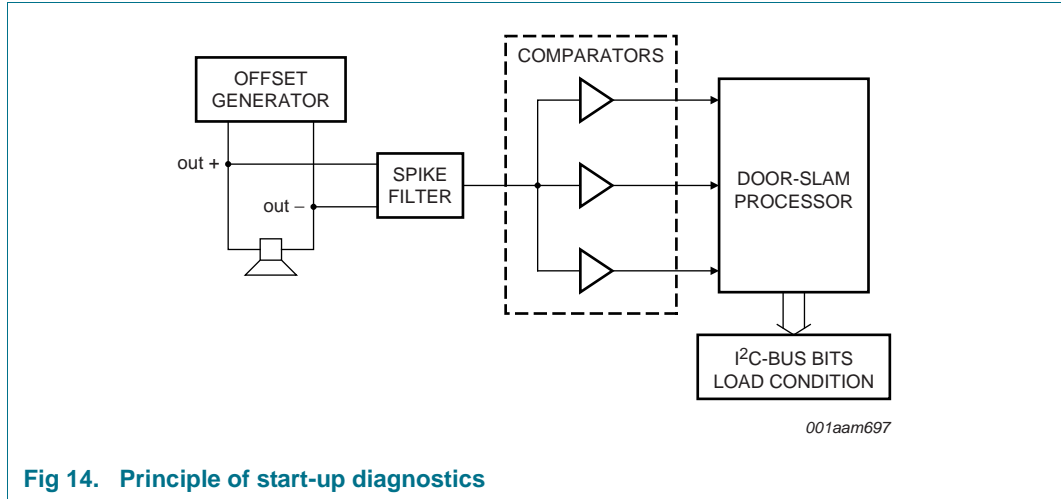 OFFSET
GENERATOR
COMPARATORS
out +
out −
SPIKE
FILTER
DOOR-SLAM
PROCESSOR
I²C-BUS BITS
LOAD CONDITION
001aam697
Fig 14. Principle of start-up diagnostics